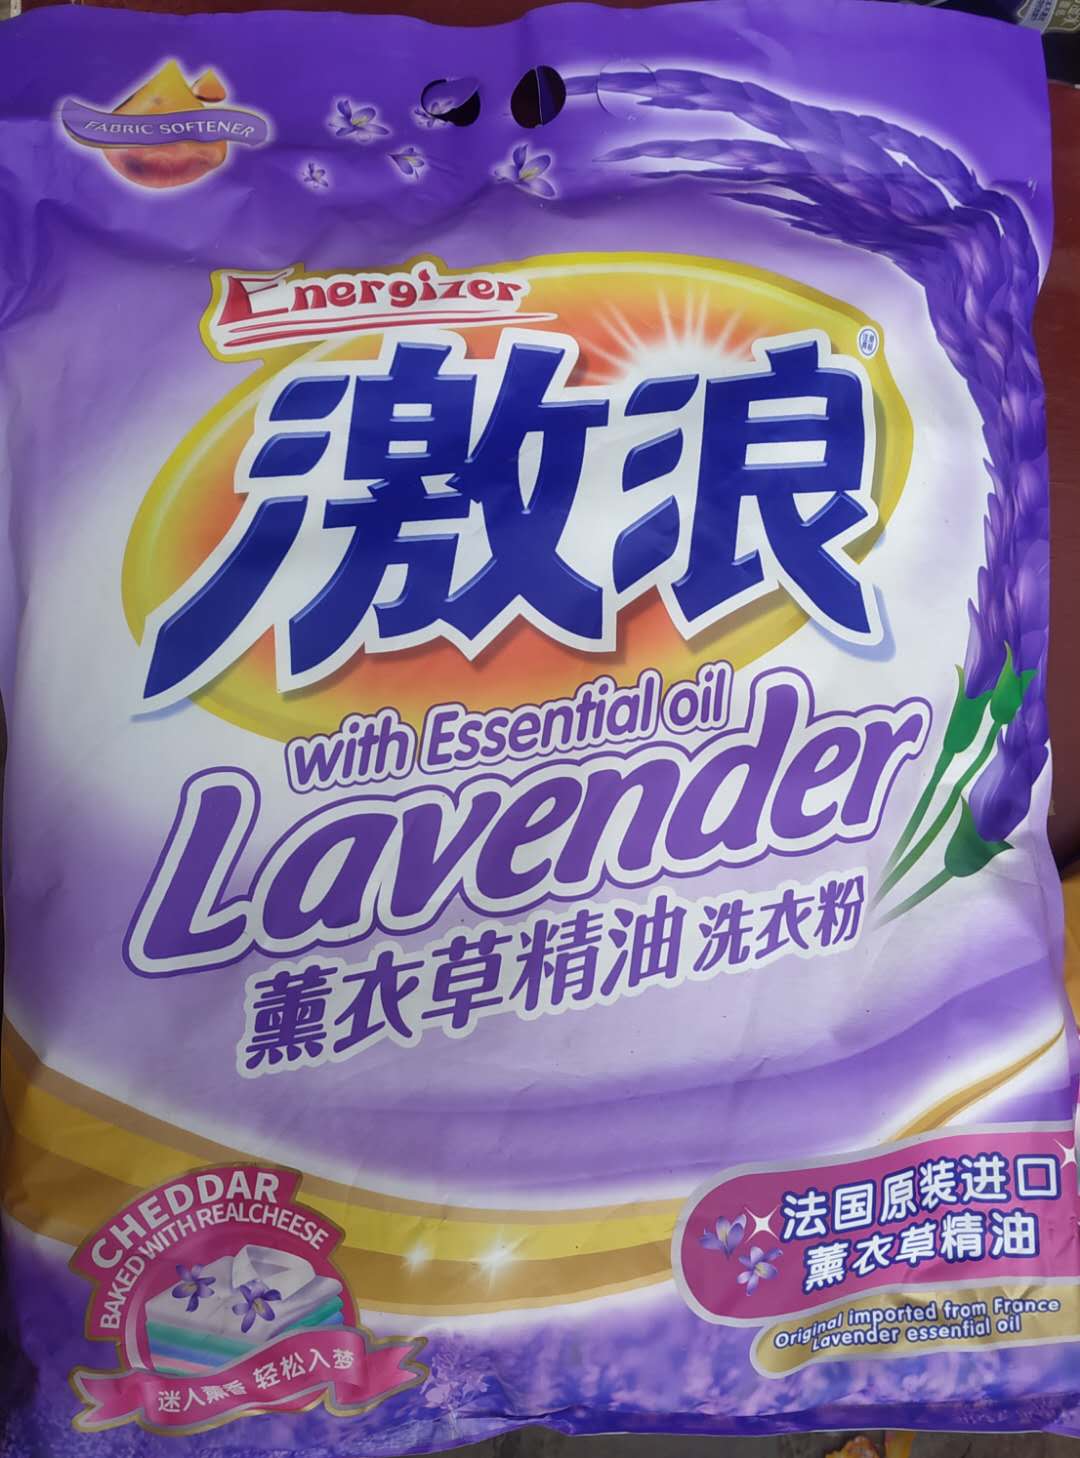 FABRIC SOFTENER
Energizer
激浪
with Essential oil
Lavender
薰衣草精油 洗衣粉
CHEDDAR
BAKED WITH REALCHEESE
迷人薰香 轻松入梦
法国原装进口
薰衣草精油
Original imported from France
Lavender essential oil